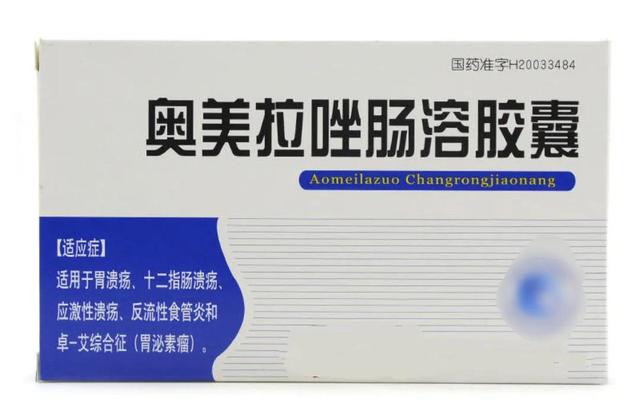 国药准字H20033484
奥美拉唑肠溶胶囊
Aomeilazuo Changrongjiaonang
【适应症】
适用于胃溃疡、十二指肠溃疡、
应激性溃疡、反流性食管炎和
卓-艾综合征（胃泌素瘤）。